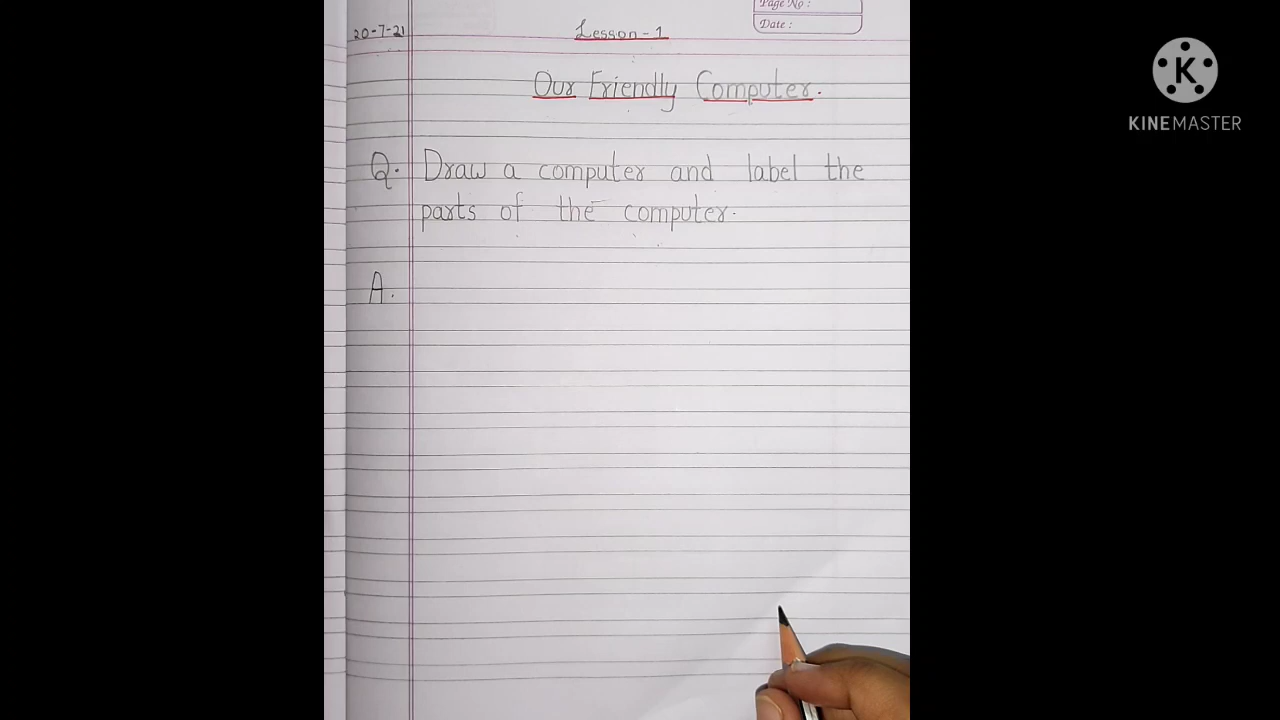 Page No :
Date :
20-7-21
Lesson - 1
Our Friendly Computer.
Q. Draw a computer and label the
parts of the computer.
A.
K
KINEMASTER